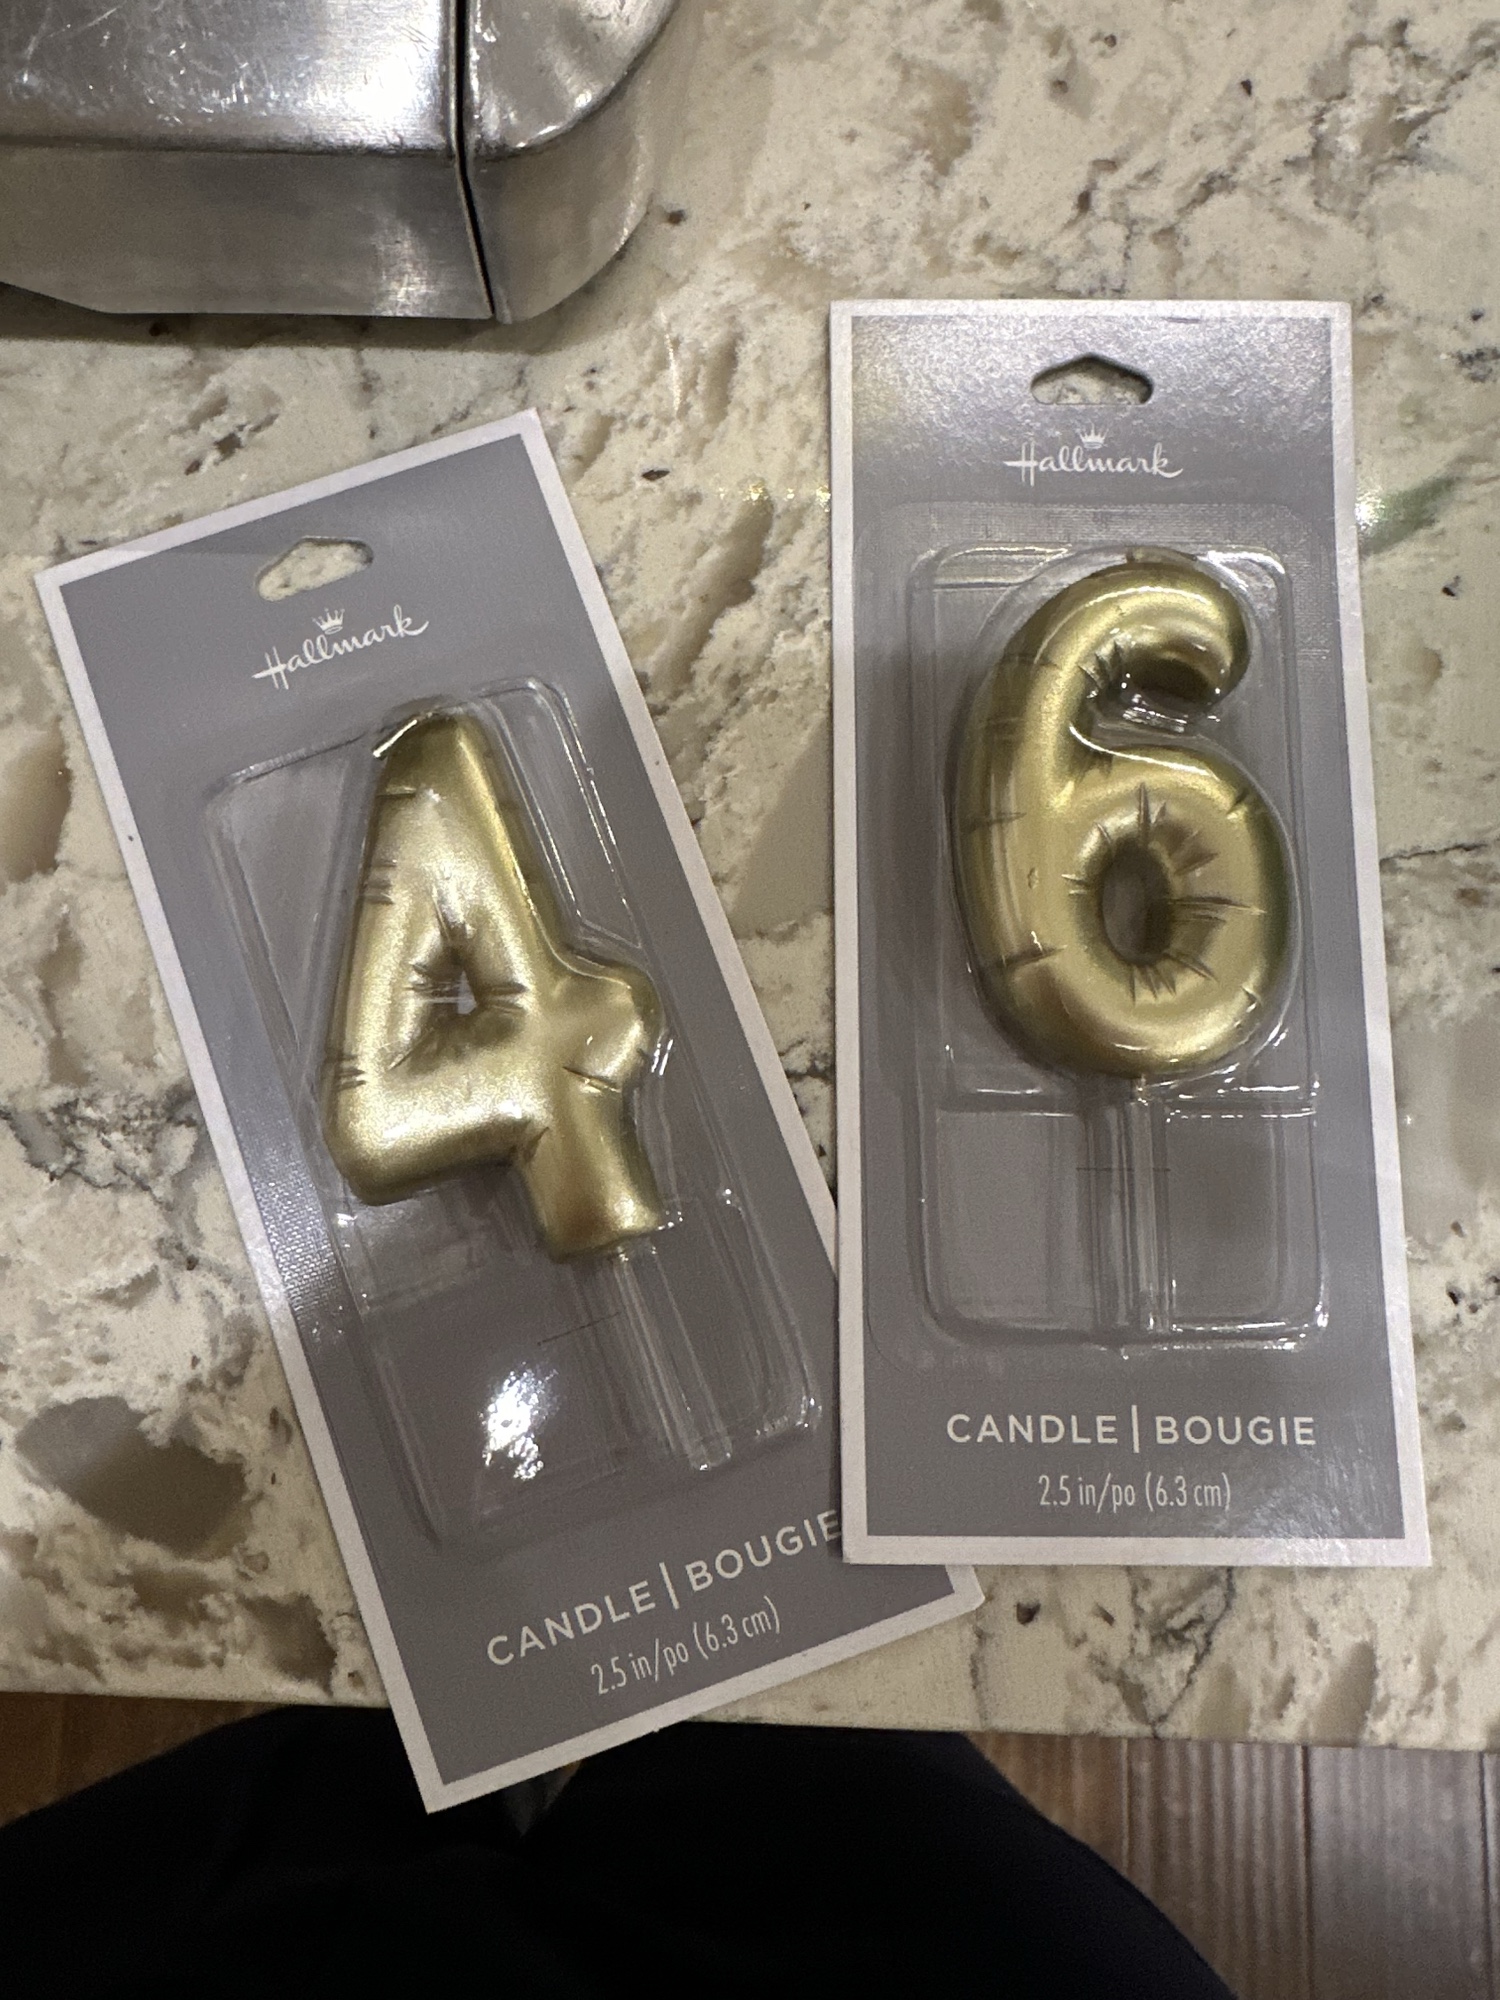 Hallmark
4
CANDLE | BOUGIE
2.5 in/po (6.3 cm)
Hallmark
6
CANDLE | BOUGIE
2.5 in/po (6.3 cm)